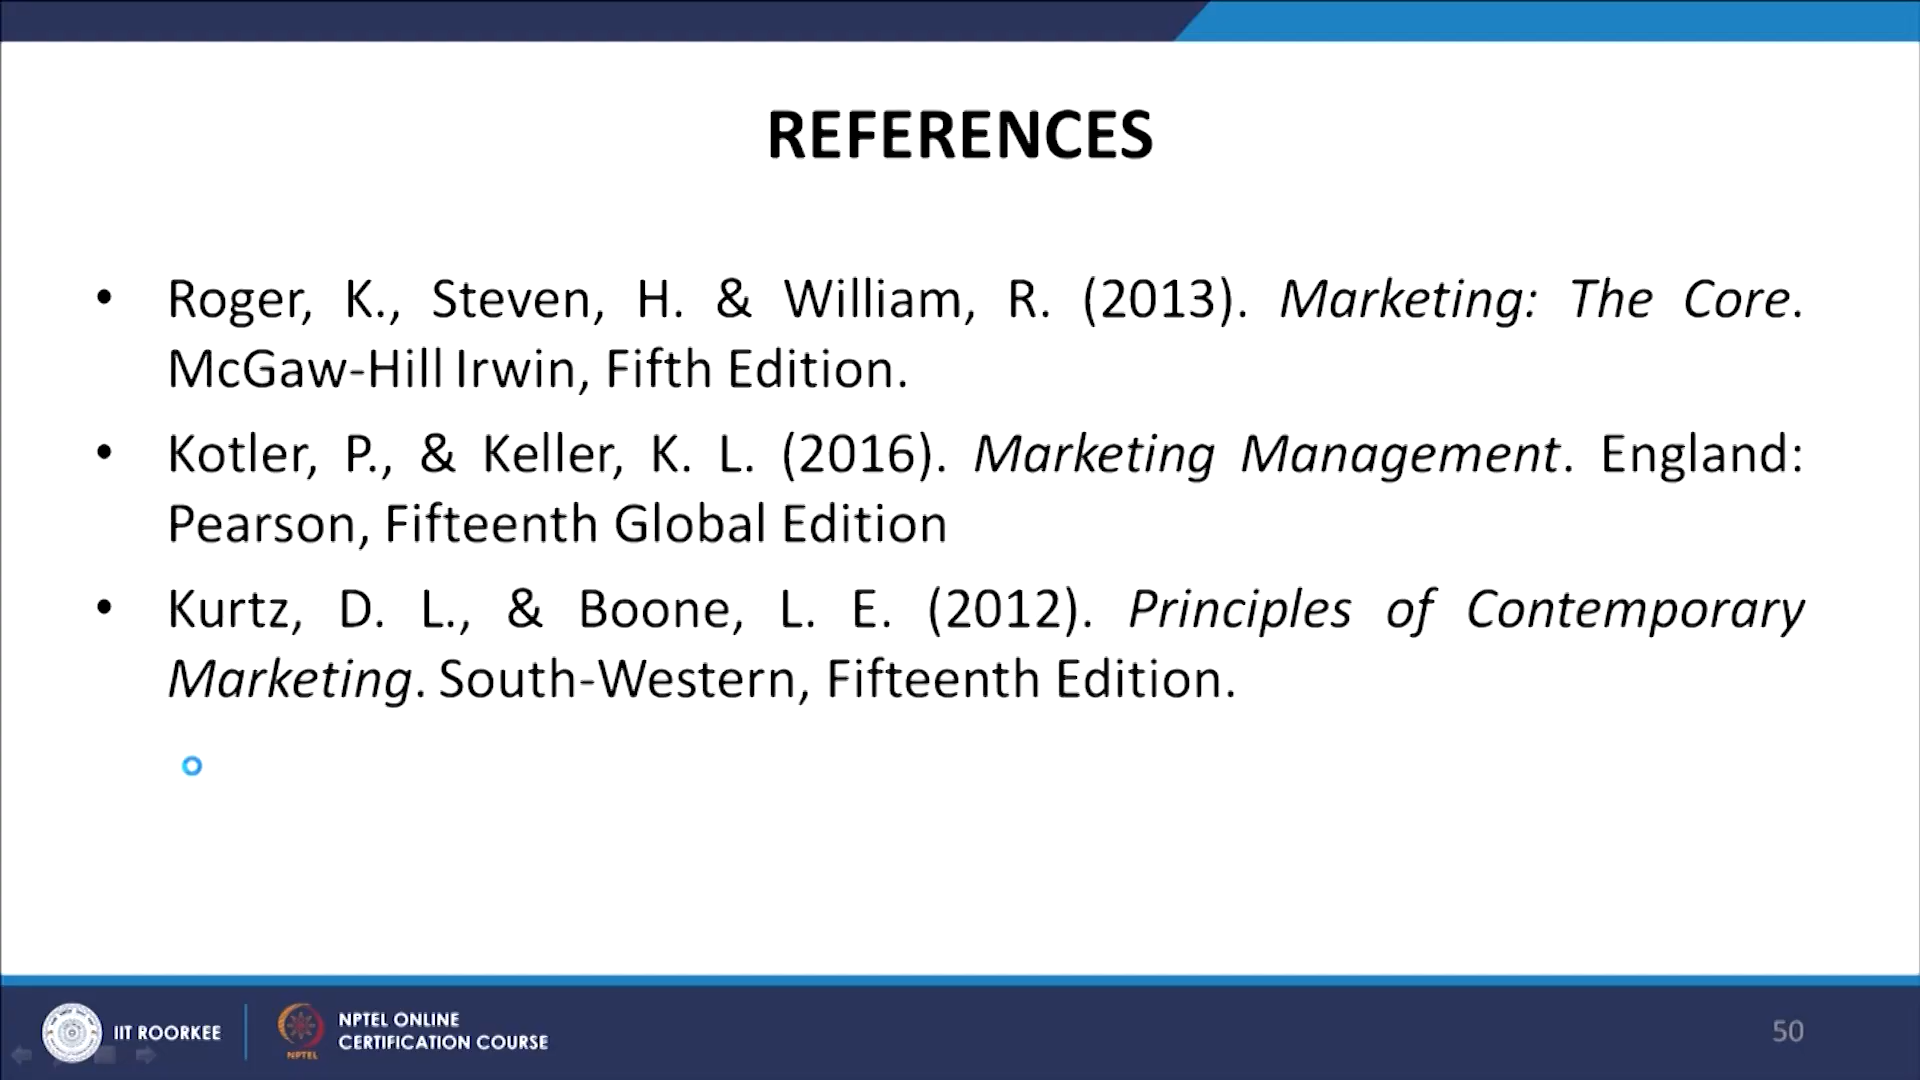 REFERENCES
• Roger, K., Steven, H. & William, R. (2013). Marketing: The Core.
McGaw-Hill Irwin, Fifth Edition.
• Kotler, P., & Keller, K. L. (2016). Marketing Management. England:
Pearson, Fifteenth Global Edition
• Kurtz, D. L., & Boone, L. E. (2012). Principles of Contemporary
Marketing. South-Western, Fifteenth Edition.
IIT ROORKEE
NPTEL
NPTEL ONLINE
CERTIFICATION COURSE
50